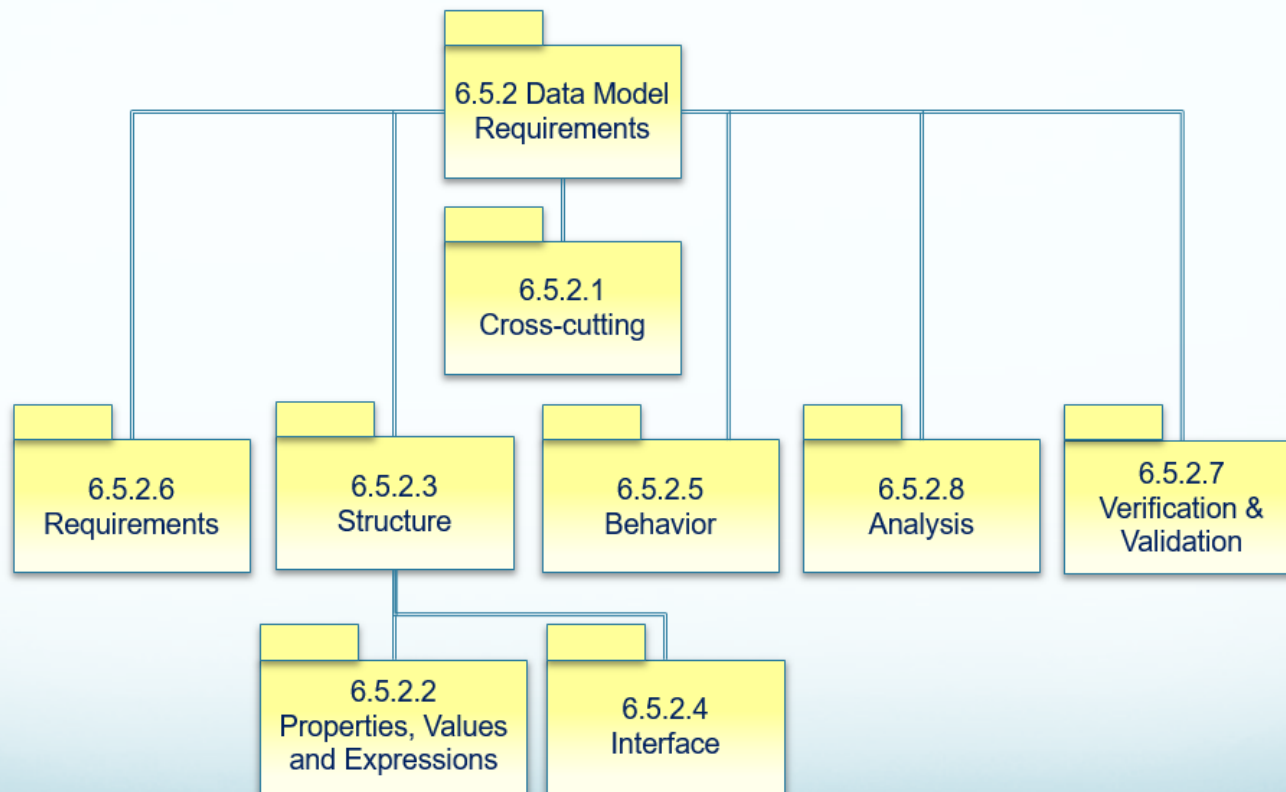 6.5.2 Data Model
Requirements
6.5.2.1
Cross-cutting
6.5.2.6
Requirements
6.5.2.3
Structure
6.5.2.5
Behavior
6.5.2.8
Analysis
6.5.2.7
Verification &
Validation
6.5.2.2
Properties, Values
and Expressions
6.5.2.4
Interface